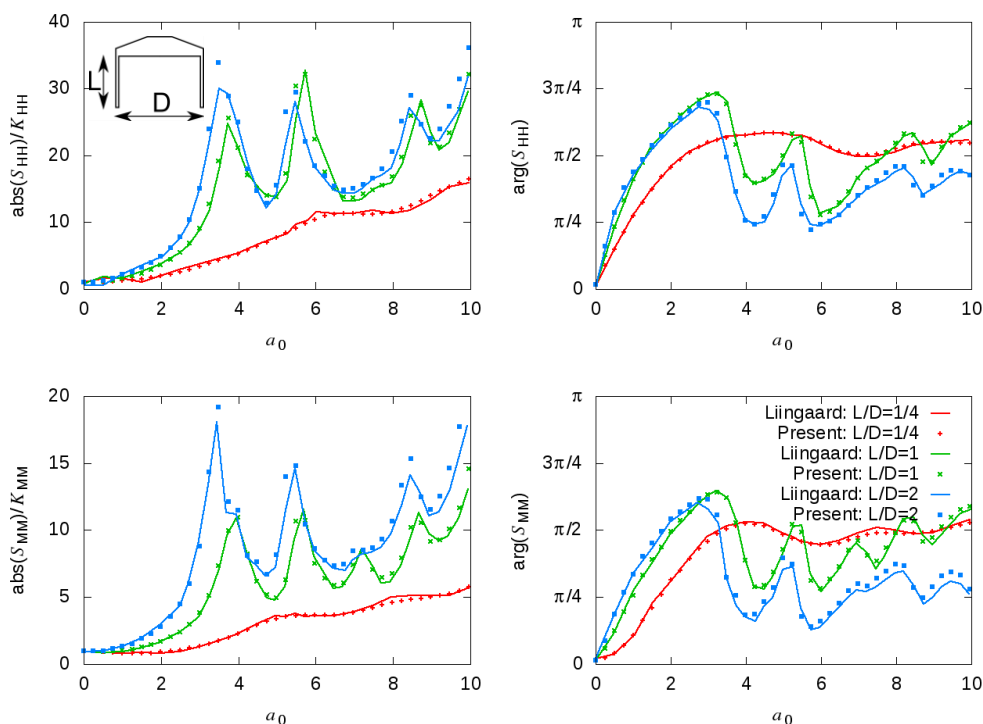 40
30
20
10
0
abs(S_HH)/K_HH
L
D
0 2 4 6 8 10
a_0
π
3π/4
π/2
π/4
0
arg(S_HH)
0 2 4 6 8 10
a_0
20
15
10
5
0
abs(S_MM)/K_MM
0 2 4 6 8 10
a_0
π
3π/4
π/2
π/4
0
arg(S_MM)
Liingaard: L/D=1/4
Present: L/D=1/4
Liingaard: L/D=1
Present: L/D=1
Liingaard: L/D=2
Present: L/D=2
0 2 4 6 8 10
a_0